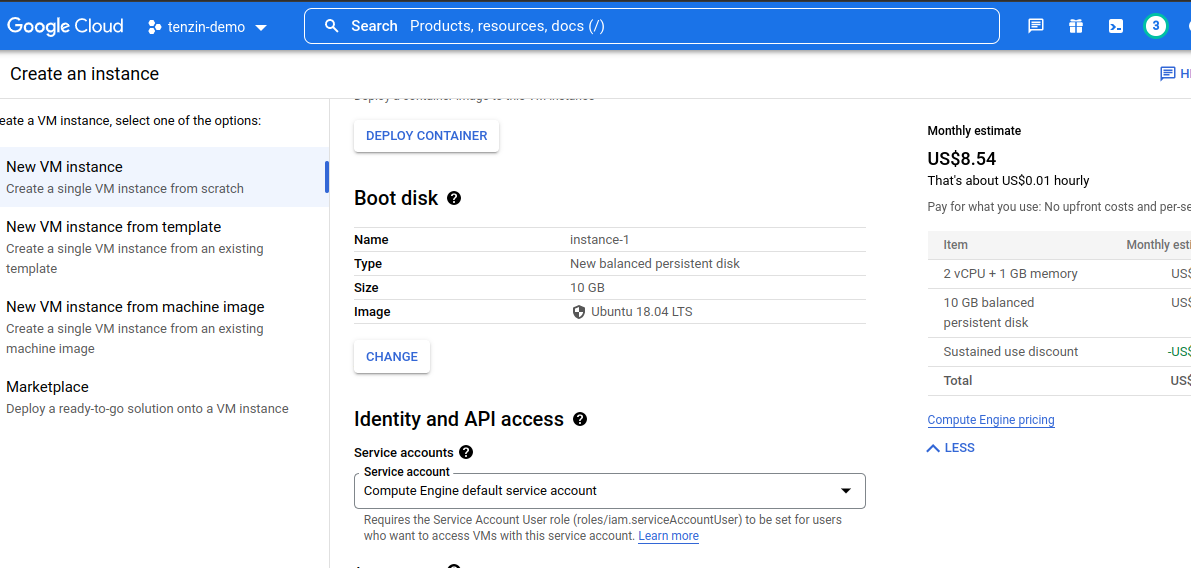 Google Cloud
tenzin-demo
Search Products, resources, docs (/)
3
Create an instance
eate a VM instance, select one of the options:
New VM instance
Create a single VM instance from scratch
New VM instance from template
Create a single VM instance from an existing
template
New VM instance from machine image
Create a single VM instance from an existing
machine image
Marketplace
Deploy a ready-to-go solution onto a VM instance
Deploy a container image to this VM instance
DEPLOY CONTAINER
Boot disk
Name instance-1
Type New balanced persistent disk
Size 10 GB
Image Ubuntu 18.04 LTS
CHANGE
Identity and API access
Service accounts
Service account
Compute Engine default service account
Requires the Service Account User role (roles/iam.serviceAccountUser) to be set for users
who want to access VMs with this service account. Learn more
Monthly estimate
US$8.54
That's about US$0.01 hourly
Pay for what you use: No upfront costs and per-se
Item Monthly esti
2 vCPU + 1 GB memory US$
10 GB balanced US$
persistent disk
Sustained use discount -US$
Total US$
Compute Engine pricing
LESS